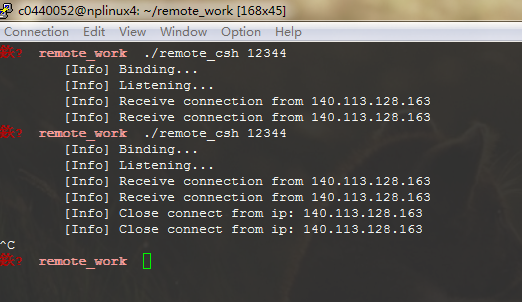 c0440052@nplinux4: ~/remote_work [168x45]
Connection Edit View Window Option Help
remote_work ./remote_csh 12344
[Info] Binding...
[Info] Listening...
[Info] Receive connection from 140.113.128.163
[Info] Receive connection from 140.113.128.163
remote_work ./remote_csh 12344
[Info] Binding...
[Info] Listening...
[Info] Receive connection from 140.113.128.163
[Info] Receive connection from 140.113.128.163
[Info] Close connect from ip: 140.113.128.163
[Info] Close connect from ip: 140.113.128.163
^C
remote_work